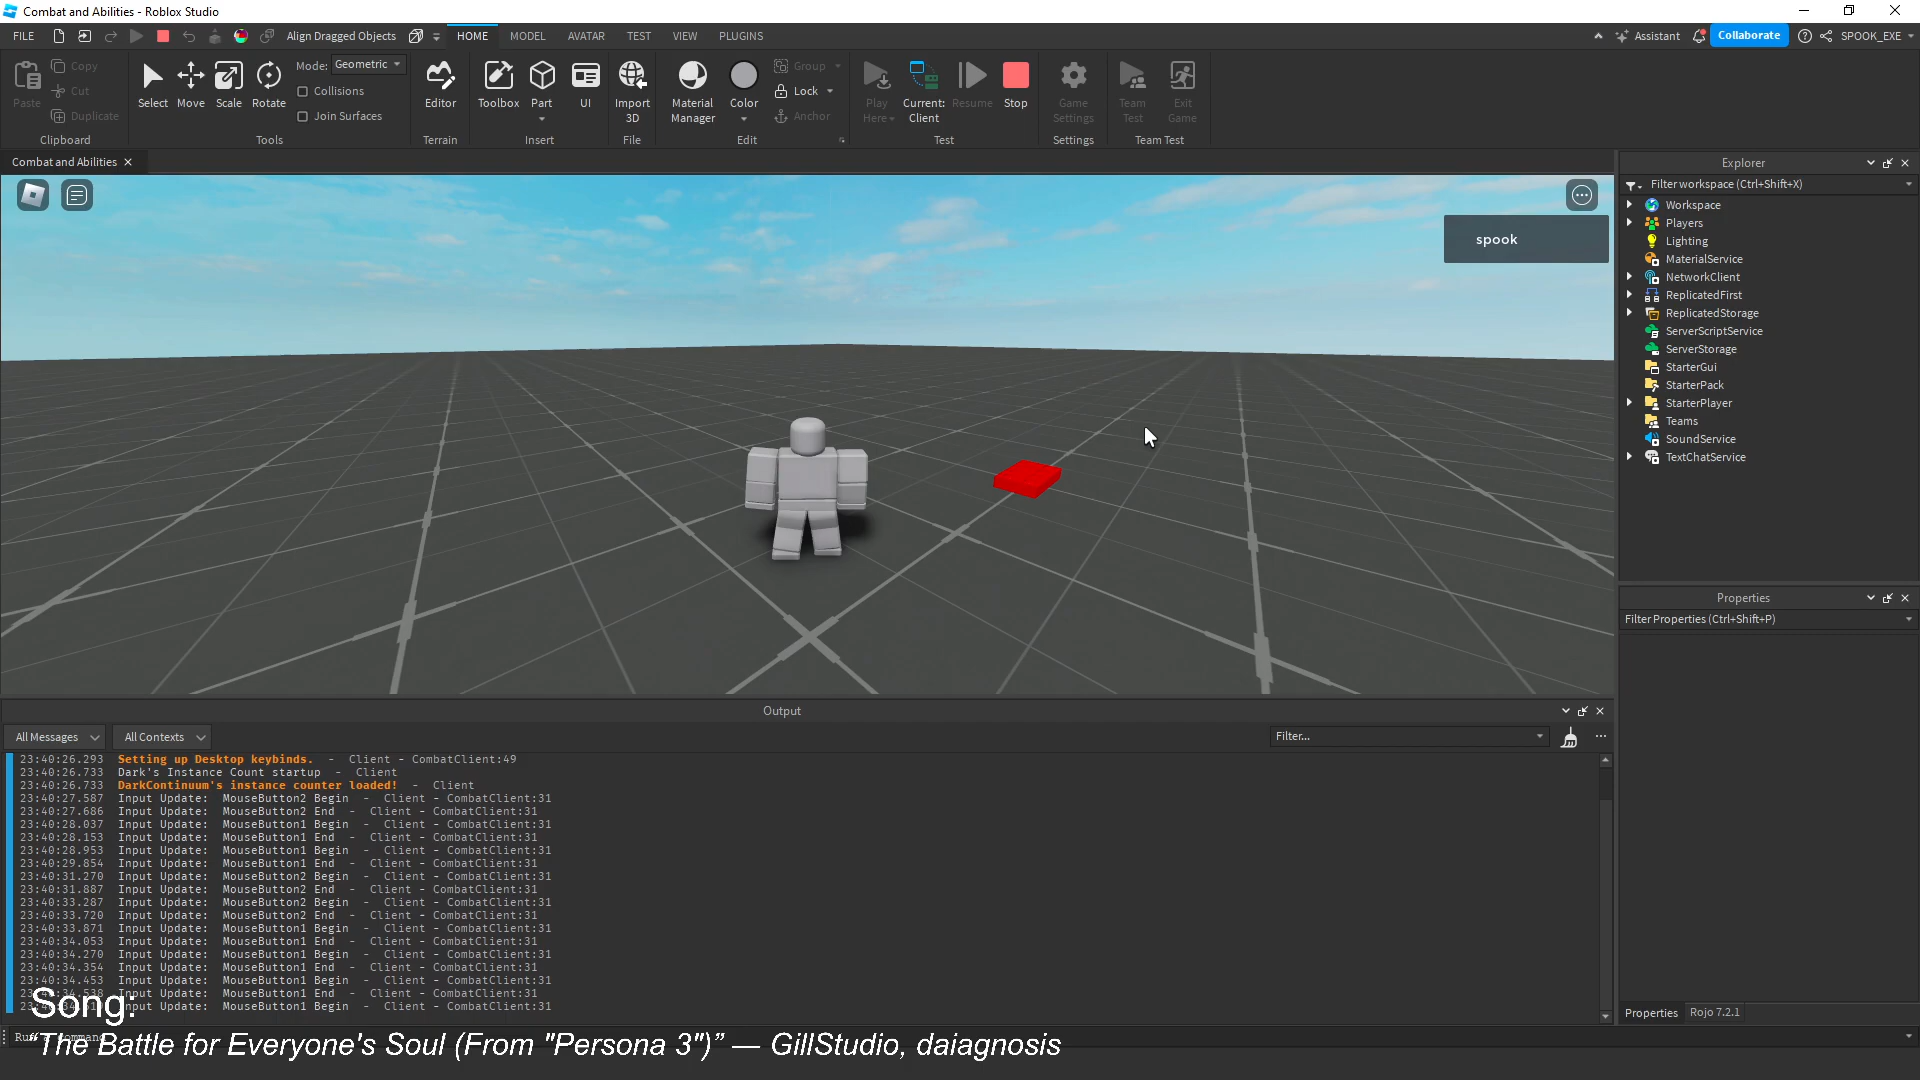 Combat and Abilities - Roblox Studio
FILE Align Dragged Objects HOME MODEL AVATAR TEST VIEW PLUGINS Assistant Collaborate SPOOK_EXE
Paste Copy Cut Duplicate Clipboard
Select Move Scale Rotate Mode: Geometric Collisions Join Surfaces Tools
Editor Terrain
Toolbox Part UI Insert
Import 3D File
Material Manager Color Group Lock Anchor Edit
Play Here Current: Client Resume Stop Test
Game Settings Settings
Team Test Exit Game Team Test
Combat and Abilities
spook
Explorer
Filter workspace (Ctrl+Shift+X)
Workspace
Players
Lighting
MaterialService
NetworkClient
ReplicatedFirst
ReplicatedStorage
ServerScriptService
ServerStorage
StarterGui
StarterPack
StarterPlayer
Teams
SoundService
TextChatService
Properties
Filter Properties (Ctrl+Shift+P)
Properties Rojo 7.2.1
Output
All Messages All Contexts Filter...
23:40:26.293 Setting up Desktop keybinds. - Client - CombatClient:49
23:40:26.733 Dark's Instance Count startup - Client
23:40:26.733 DarkContinuum's instance counter loaded! - Client
23:40:27.587 Input Update: MouseButton2 Begin - Client - CombatClient:31
23:40:27.686 Input Update: MouseButton2 End - Client - CombatClient:31
23:40:28.037 Input Update: MouseButton1 Begin - Client - CombatClient:31
23:40:28.153 Input Update: MouseButton1 End - Client - CombatClient:31
23:40:28.953 Input Update: MouseButton1 Begin - Client - CombatClient:31
23:40:29.854 Input Update: MouseButton1 End - Client - CombatClient:31
23:40:31.270 Input Update: MouseButton2 Begin - Client - CombatClient:31
23:40:31.887 Input Update: MouseButton2 End - Client - CombatClient:31
23:40:33.287 Input Update: MouseButton2 Begin - Client - CombatClient:31
23:40:33.720 Input Update: MouseButton2 End - Client - CombatClient:31
23:40:33.871 Input Update: MouseButton1 Begin - Client - CombatClient:31
23:40:34.053 Input Update: MouseButton1 End - Client - CombatClient:31
23:40:34.270 Input Update: MouseButton1 Begin - Client - CombatClient:31
23:40:34.354 Input Update: MouseButton1 End - Client - CombatClient:31
23:40:34.453 Input Update: MouseButton1 Begin - Client - CombatClient:31
Input Update: MouseButton1 End - Client - CombatClient:31
Update: MouseButton1 Begin - Client - CombatClient:31
Song:
“The Battle for Everyone's Soul (From "Persona 3")” — GillStudio, daiagnosis